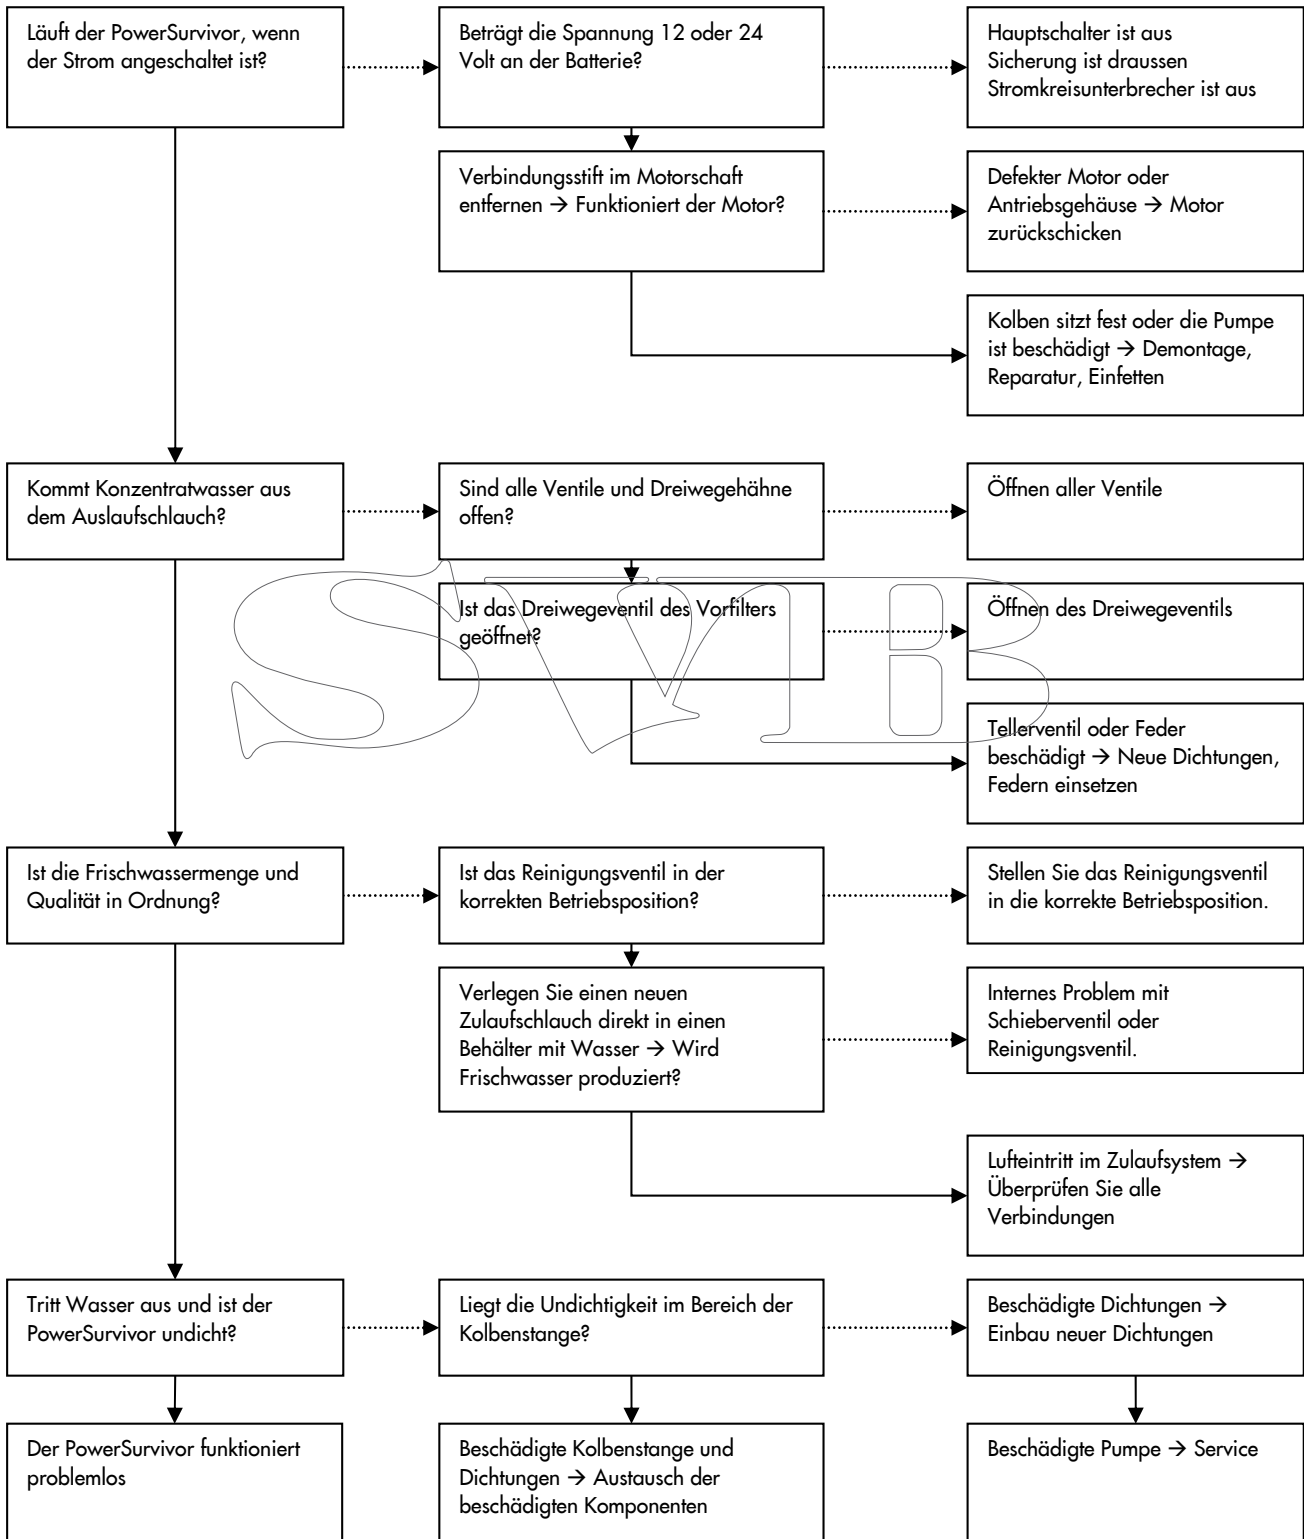 Läuft der PowerSurvivor, wenn
der Strom angeschaltet ist?
Beträgt die Spannung 12 oder 24
Volt an der Batterie?
Hauptschalter ist aus
Sicherung ist draussen
Stromkreisunterbrecher ist aus
Verbindungsstift im Motorschaft
entfernen → Funktioniert der Motor?
Defekter Motor oder
Antriebsgehäuse → Motor
zurückschicken
Kolben sitzt fest oder die Pumpe
ist beschädigt → Demontage,
Reparatur, Einfetten
Kommt Konzentratwasser aus
dem Auslaufschlauch?
Sind alle Ventile und Dreiwegehähne
offen?
Öffnen aller Ventile
Ist das Dreiwegeventil des Vorfilters
geöffnet?
Öffnen des Dreiwegeventils
SVB
Tellerventil oder Feder
beschädigt → Neue Dichtungen,
Federn einsetzen
Ist die Frischwassermenge und
Qualität in Ordnung?
Ist das Reinigungsventil in der
korrekten Betriebsposition?
Stellen Sie das Reinigungsventil
in die korrekte Betriebsposition.
Verlegen Sie einen neuen
Zulaufschlauch direkt in einen
Behälter mit Wasser → Wird
Frischwasser produziert?
Internes Problem mit
Schieberventil oder
Reinigungsventil.
Lufteintritt im Zulaufsystem →
Überprüfen Sie alle
Verbindungen
Tritt Wasser aus und ist der
PowerSurvivor undicht?
Liegt die Undichtigkeit im Bereich der
Kolbenstange?
Beschädigte Dichtungen →
Einbau neuer Dichtungen
Der PowerSurvivor funktioniert
problemlos
Beschädigte Kolbenstange und
Dichtungen → Austausch der
beschädigten Komponenten
Beschädigte Pumpe → Service